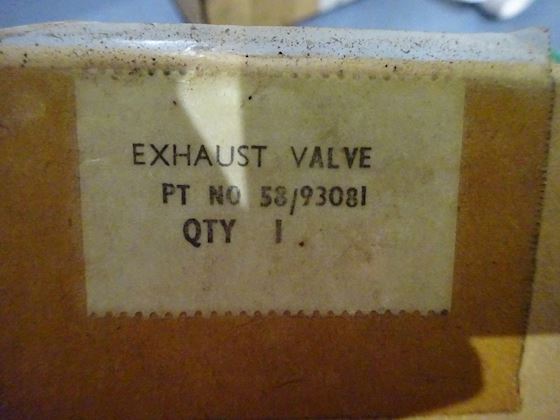 EXHAUST VALVE
PT NO 58/93081
QTY 1